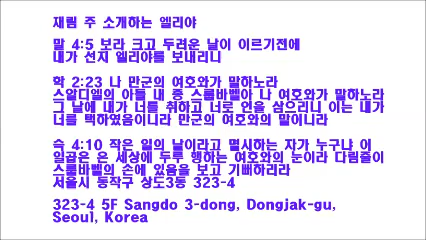 재림 주 소개하는 엘리야
말 4:5 보라 크고 두려운 날이 이르기전에
내가 선지 엘리야를 보내리니
학 2:23 나 만군의 여호와가 말하노라
스알디엘의 아들 내 종 스룹바벨아 나 여호와가 말하노라
그 날에 내가 너를 취하고 너로 인을 삼으리니 이는 내가
너를 택하였음이니라 만군의 여호와의 말이니라
슥 4:10 작은 일의 날이라고 멸시하는 자가 누구냐 이
일곱은 온 세상에 두루 행하는 여호와의 눈이라 다림줄이
스룹바벨의 손에 있음을 보고 기뻐하리라
서울시 동작구 상도3동 323-4
323-4 5F Sangdo 3-dong, Dongjak-gu,
Seoul, Korea